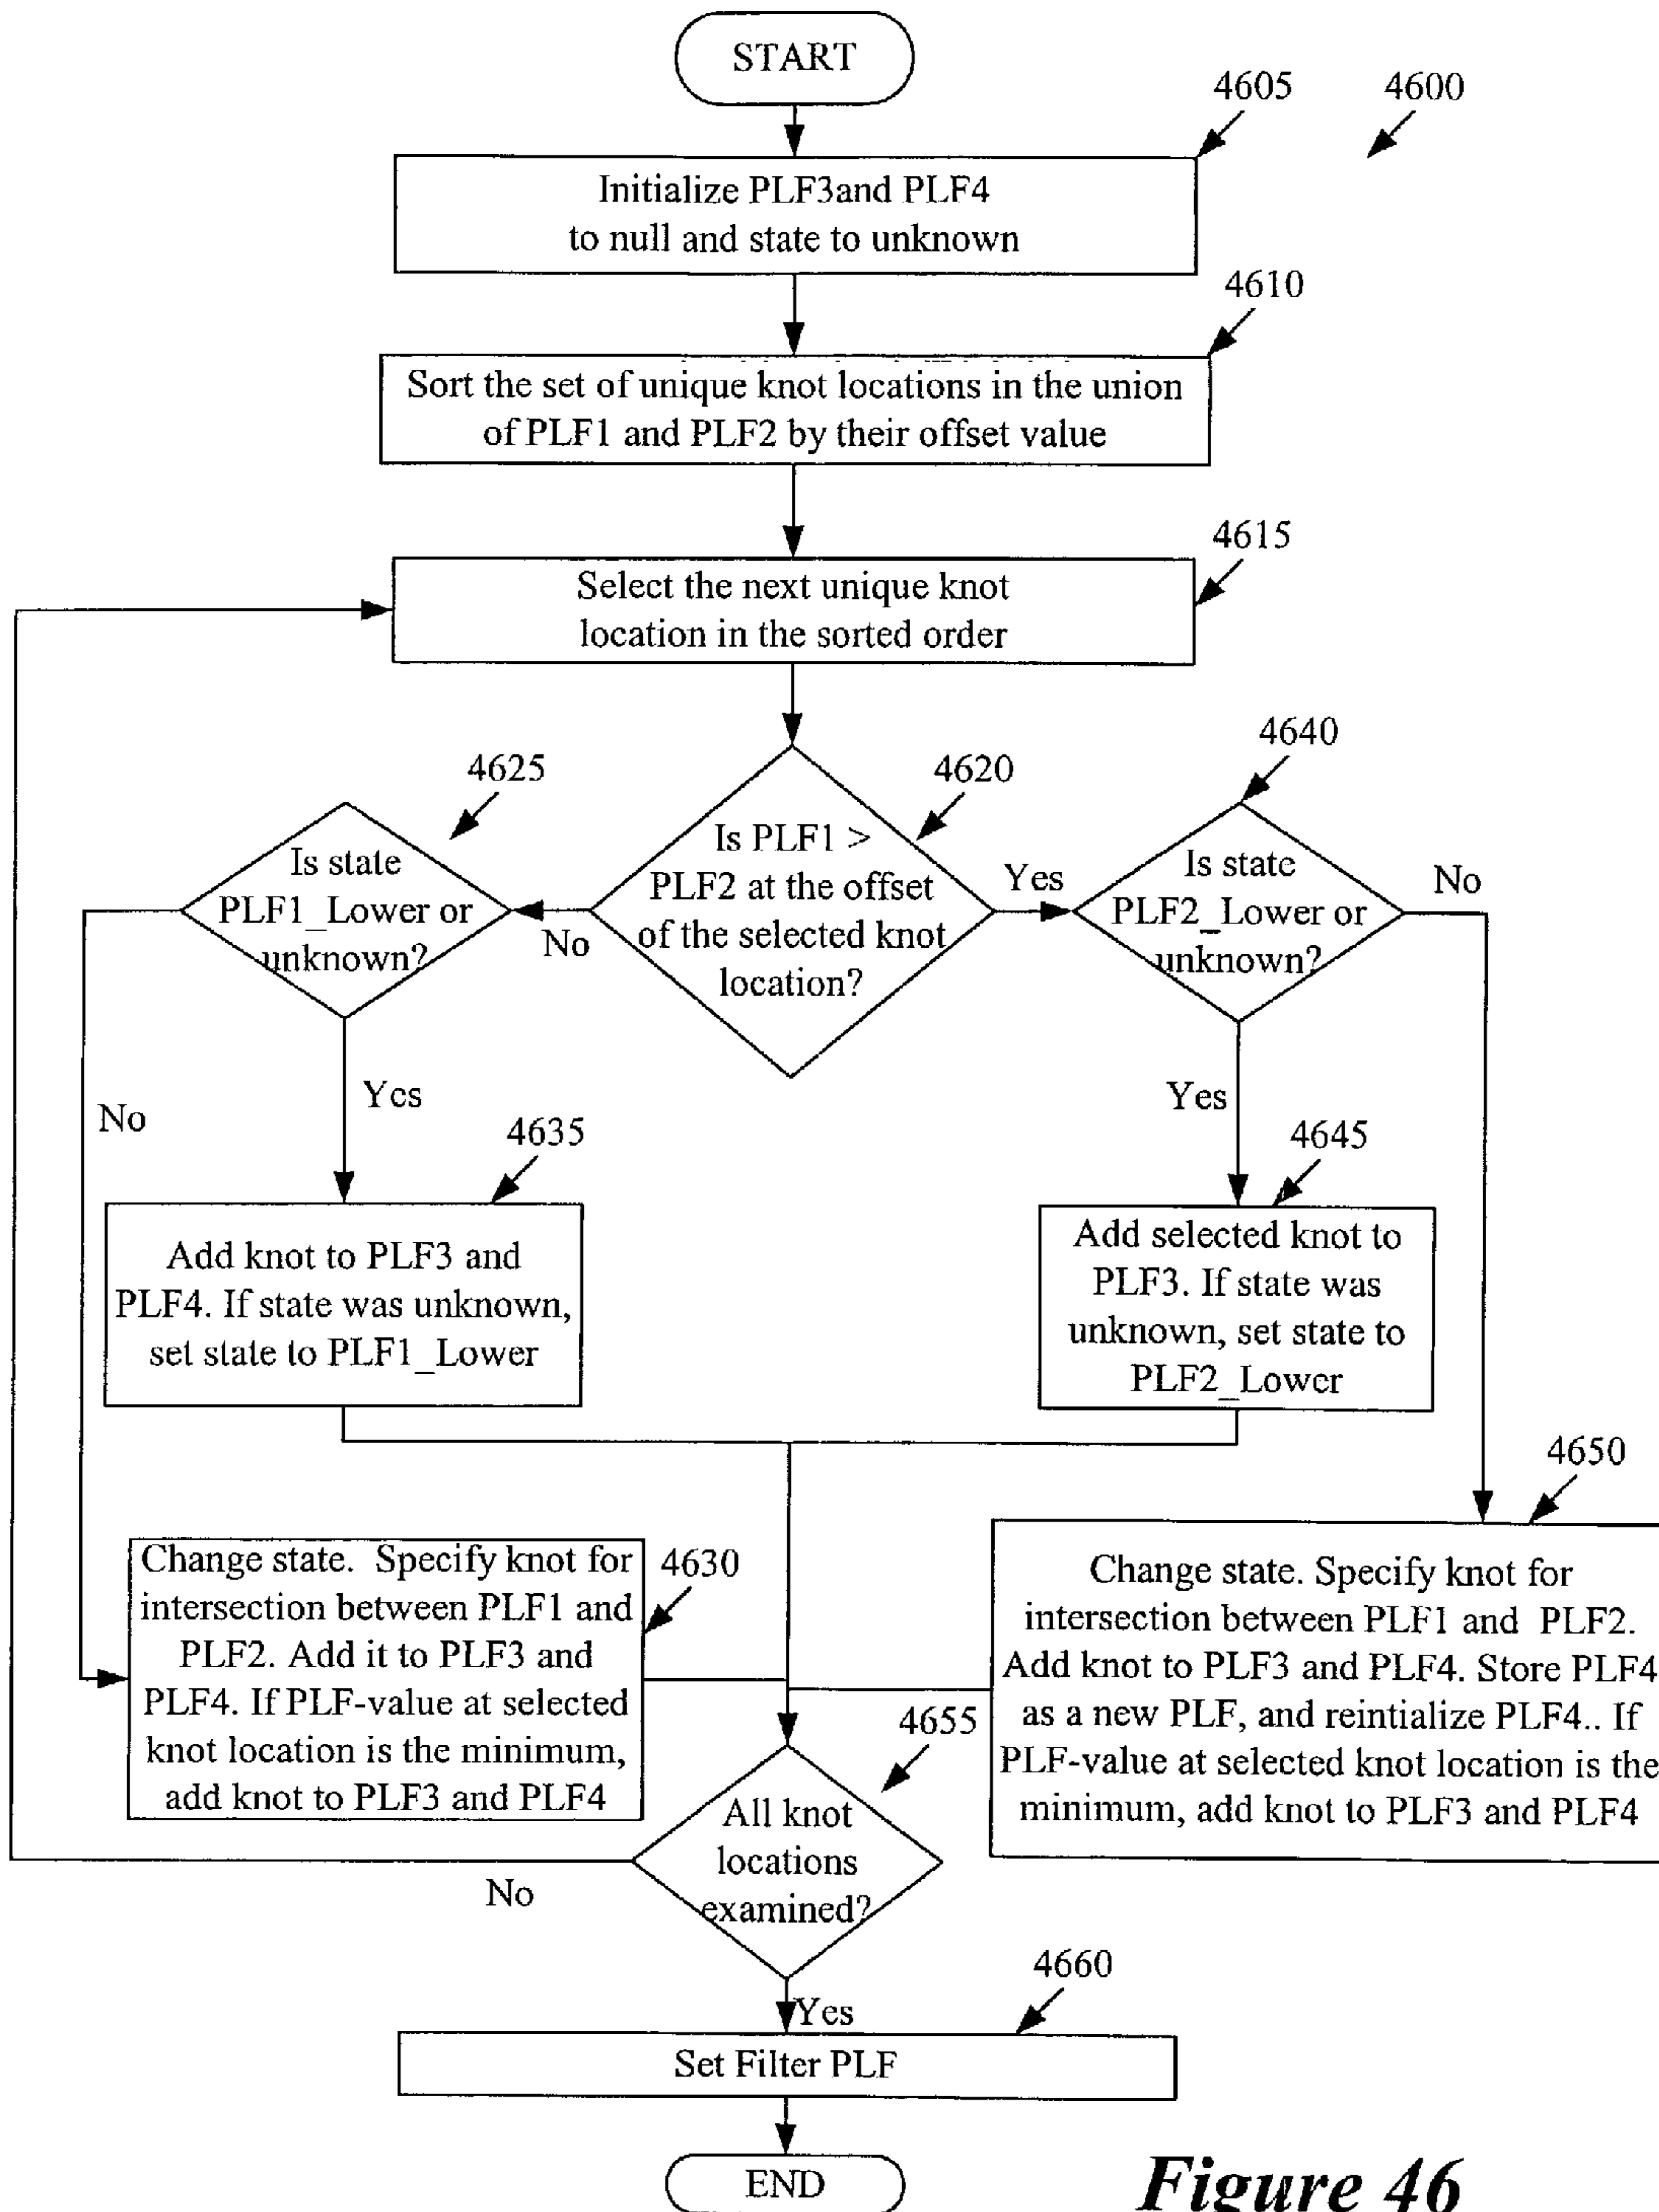 START
4605
4600
Initialize PLF3and PLF4
to null and state to unknown
4610
Sort the set of unique knot locations in the union
of PLF1 and PLF2 by their offset value
4615
Select the next unique knot
location in the sorted order
4625
4620
4640
Is state
PLF1_Lower or
unknown?
Is PLF1 >
PLF2 at the offset
of the selected knot
location?
Is state
PLF2_Lower or
unknown?
No
Yes
No
No
Yes
Yes
4635
4645
Add knot to PLF3 and
PLF4. If state was unknown,
set state to PLF1_Lower
Add selected knot to
PLF3. If state was
unknown, set state to
PLF2_Lower
4630
4650
Change state. Specify knot for
intersection between PLF1 and
PLF2. Add it to PLF3 and
PLF4. If PLF-value at selected
knot location is the minimum,
add knot to PLF3 and PLF4
Change state. Specify knot for
intersection between PLF1 and PLF2.
Add knot to PLF3 and PLF4. Store PLF4
as a new PLF, and reintialize PLF4.. If
PLF-value at selected knot location is the
minimum, add knot to PLF3 and PLF4
4655
All knot
locations
examined?
No
Yes
4660
Set Filter PLF
END
Figure 46